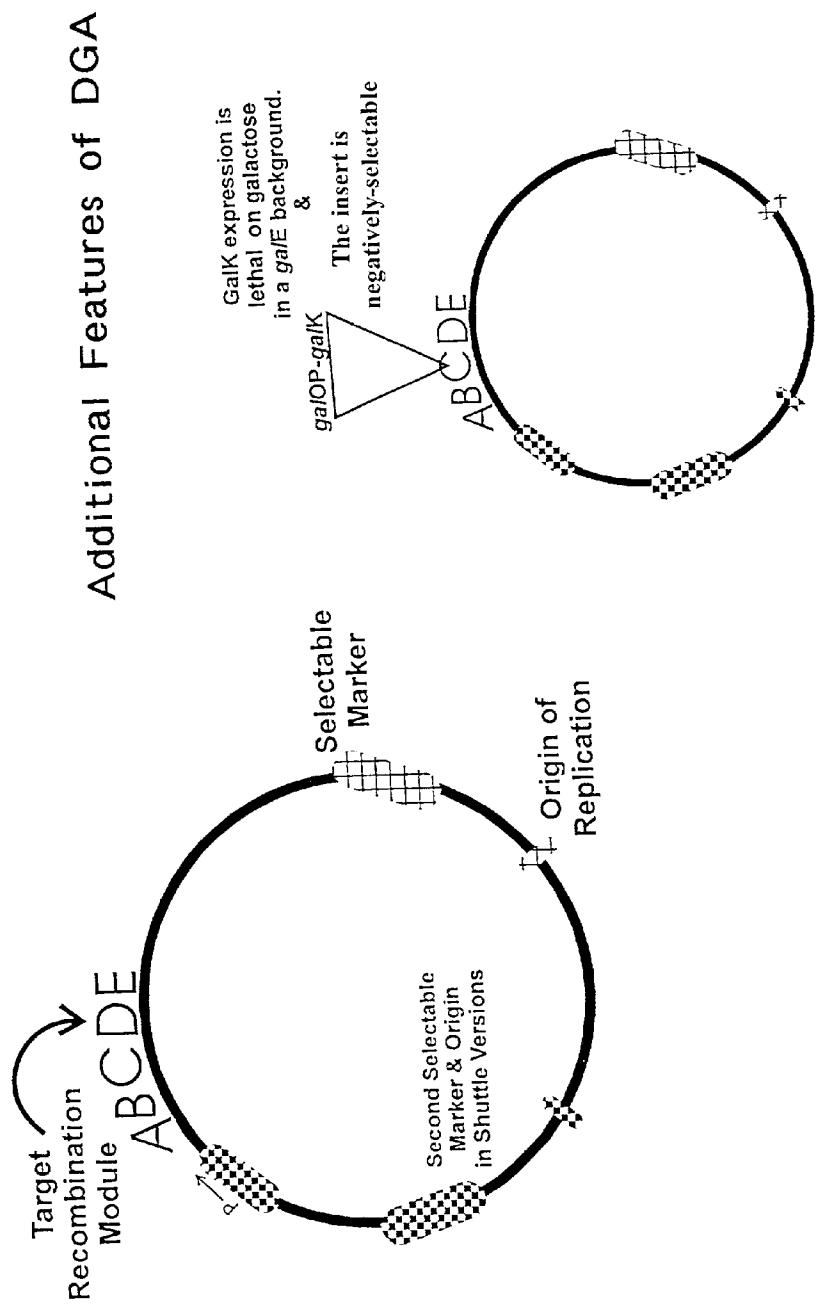 Additional Features of DGA
Target
Recombination
Module
ABCDE
P
Selectable
Marker
Origin of
Replication
Second Selectable
Marker & Origin
in Shuttle Versions
GalK expression is
lethal on galactose
in a galE background.
&
The insert is
negatively-selectable
galOP-galK
ABCDE